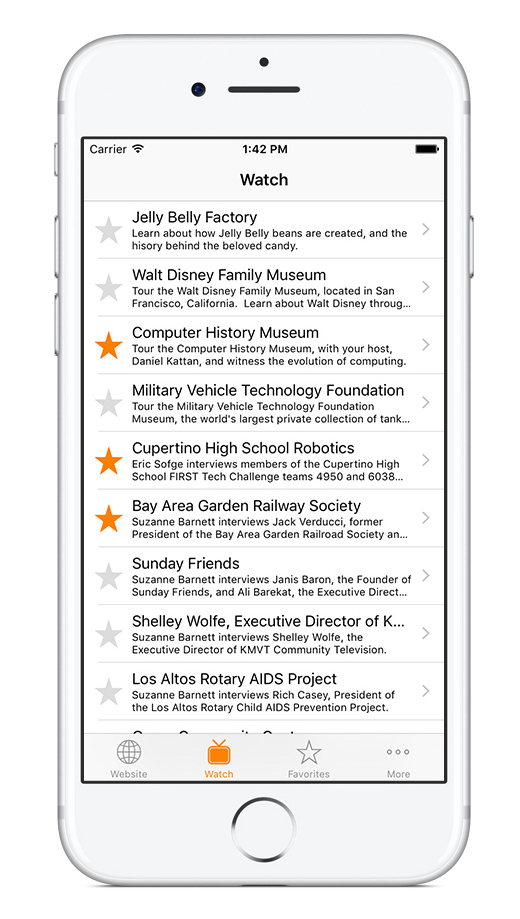 Carrier 1:42 PM
Watch
Jelly Belly Factory
Learn about how Jelly Belly beans are created, and the
hisory behind the beloved candy.
Walt Disney Family Museum
Tour the Walt Disney Family Museum, located in San
Francisco, California.  Learn about Walt Disney throug...
Computer History Museum
Tour the Computer History Museum, with your host,
Daniel Kattan, and witness the evolution of computing.
Military Vehicle Technology Foundation
Tour the Military Vehicle Technology Foundation
Museum, the world's largest private collection of tank...
Cupertino High School Robotics
Eric Sofge interviews members of the Cupertino High
School FIRST Tech Challenge teams 4950 and 6038...
Bay Area Garden Railway Society
Suzanne Barnett interviews Jack Verducci, former
President of the Bay Area Garden Railroad Society an...
Sunday Friends
Suzanne Barnett interviews Janis Baron, the Founder of
Sunday Friends, and Ali Barekat, the Executive Direct...
Shelley Wolfe, Executive Director of K...
Suzanne Barnett interviews Shelley Wolfe, the
Executive Director of KMVT Community Television.
Los Altos Rotary AIDS Project
Suzanne Barnett interviews Rich Casey, President of
the Los Altos Rotary Child AIDS Prevention Project.
Website Watch Favorites More